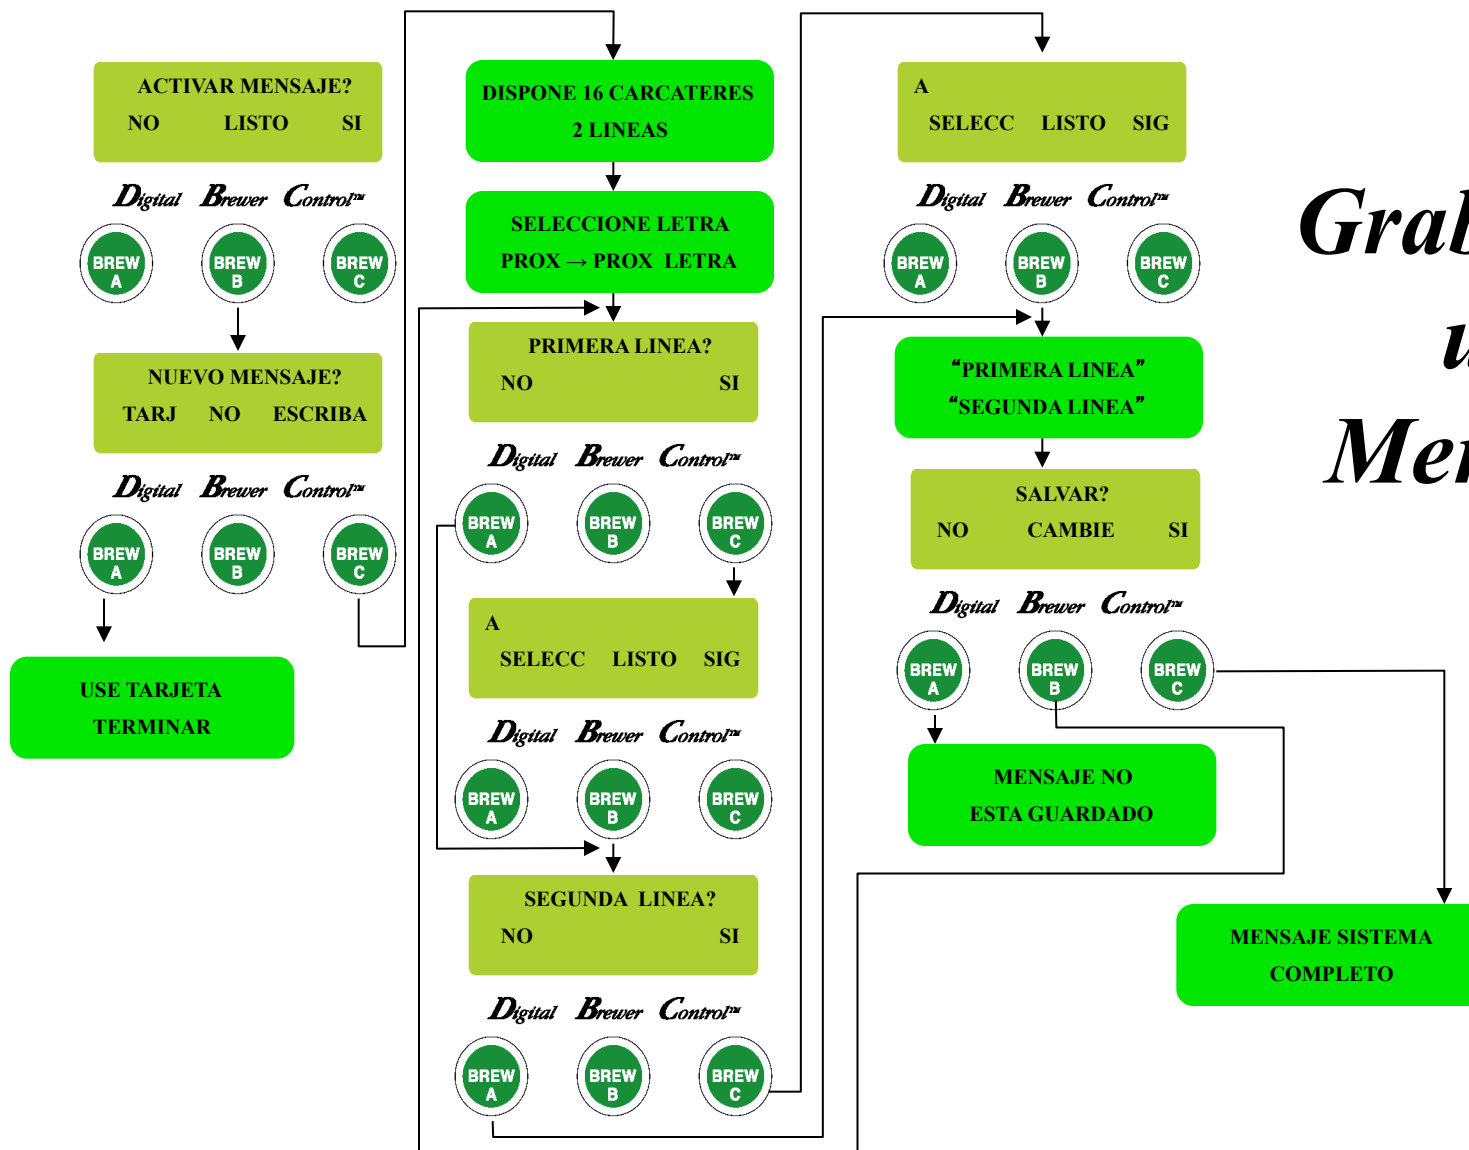 ACTIVAR MENSAJE?
NO LISTO SI
Digital Brewer Control™
BREW A
BREW B
BREW C
NUEVO MENSAJE?
TARJ NO ESCRIBA
Digital Brewer Control™
BREW A
BREW B
BREW C
USE TARJETA
TERMINAR
DISPONE 16 CARCATERES
2 LINEAS
SELECCIONE LETRA
PROX → PROX LETRA
PRIMERA LINEA?
NO SI
Digital Brewer Control™
BREW A
BREW B
BREW C
A
SELECC LISTO SIG
Digital Brewer Control™
BREW A
BREW B
BREW C
SEGUNDA LINEA?
NO SI
Digital Brewer Control™
BREW A
BREW B
BREW C
A
SELECC LISTO SIG
Digital Brewer Control™
BREW A
BREW B
BREW C
“PRIMERA LINEA”
“SEGUNDA LINEA”
SALVAR?
NO CAMBIE SI
Digital Brewer Control™
BREW A
BREW B
BREW C
MENSAJE NO
ESTA GUARDADO
MENSAJE SISTEMA
COMPLETO